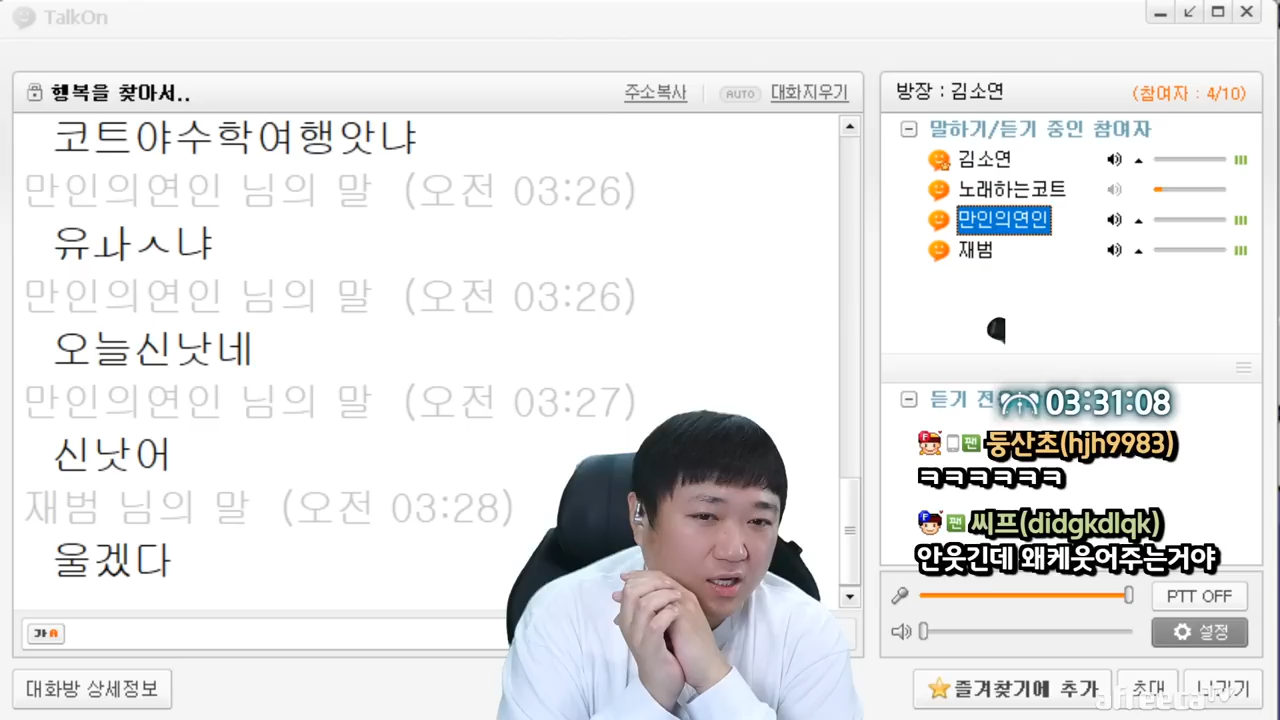 TalkOn
행복을 찾아서..
주소복사
AUTO
대화지우기
코트야수학여행앗냐
만인의연인 님의 말 (오전 03:26)
유ㅘㅅ냐
만인의연인 님의 말 (오전 03:26)
오늘신낫네
만인의연인 님의 말 (오전 03:27)
신낫어
재범 님의 말 (오전 03:28)
울겠다
가A
대화방 상세정보
방장 : 김소연
(참여자 : 4/10)
말하기/듣기 중인 참여자
김소연
노래하는코트
만인의연인
재범
듣기 전
03:31:08
팬 둥산초(hjh9983)
ㅋㅋㅋㅋㅋㅋ
팬 씨프(didgkdlqk)
안웃긴데 왜케웃어주는거야
PTT OFF
설정
즐겨찾기에 추가
초대
나가기
afreecaTV